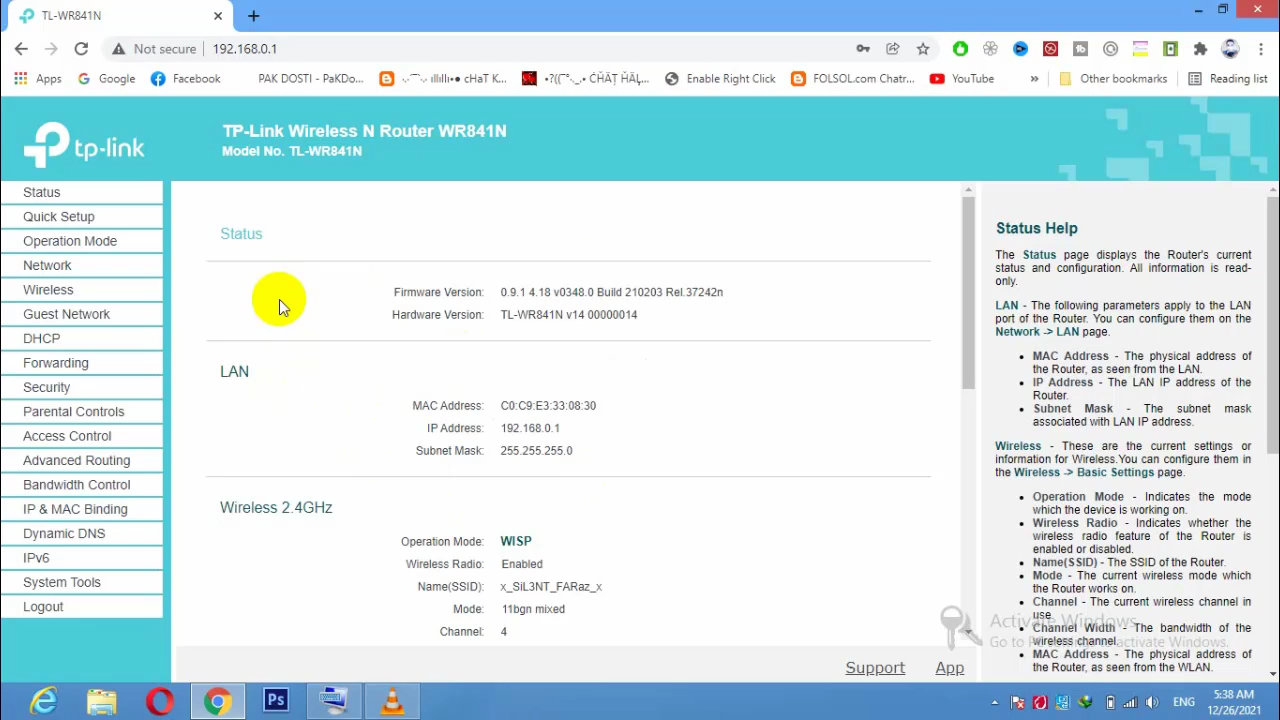 TL-WR841N
Not secure
192.168.0.1
Apps
Google
Facebook
PAK DOSTI - PaKDo...
cHaT K...
FOLSOL.com Chatr...
Enable Right Click
YouTube
»
Other bookmarks
Reading list
tp-link
TP-Link Wireless N Router WR841N
Model No. TL-WR841N
Status
Quick Setup
Operation Mode
Network
Wireless
Guest Network
DHCP
Forwarding
Security
Parental Controls
Access Control
Advanced Routing
Bandwidth Control
IP & MAC Binding
Dynamic DNS
IPv6
System Tools
Logout
Status
Firmware Version: 0.9.1 4.18 v0348.0 Build 210203 Rel.37242n
Hardware Version: TL-WR841N v14 00000014
LAN
MAC Address: C0:C9:E3:33:08:30
IP Address: 192.168.0.1
Subnet Mask: 255.255.255.0
Wireless 2.4GHz
Operation Mode: WISP
Wireless Radio: Enabled
Name(SSID): x_SiL3NT_FARaz_x
Mode: 11bgn mixed
Channel: 4
Support App
Status Help
The Status page displays the Router's current
status and configuration. All information is read-
only.
LAN - The following parameters apply to the LAN
port of the Router. You can configure them on the
Network -> LAN page.
• MAC Address - The physical address of
the Router, as seen from the LAN.
• IP Address - The LAN IP address of the
Router.
• Subnet Mask - The subnet mask
associated with LAN IP address.
Wireless - These are the current settings or
information for Wireless.You can configure them in
the Wireless -> Basic Settings page.
• Operation Mode - Indicates the mode
which the device is working on.
• Wireless Radio - Indicates whether the
wireless radio feature of the Router is
enabled or disabled.
• Name(SSID) - The SSID of the Router.
• Mode - The current wireless mode which
the Router works on.
• Channel - The current wireless channel in
use.
• Channel Width - The bandwidth of the
wireless channel.
• MAC Address - The physical address of
the Router, as seen from the WLAN.
Activate Windows
Go to activate Windows.
Ps
ENG
5:38 AM
12/26/2021